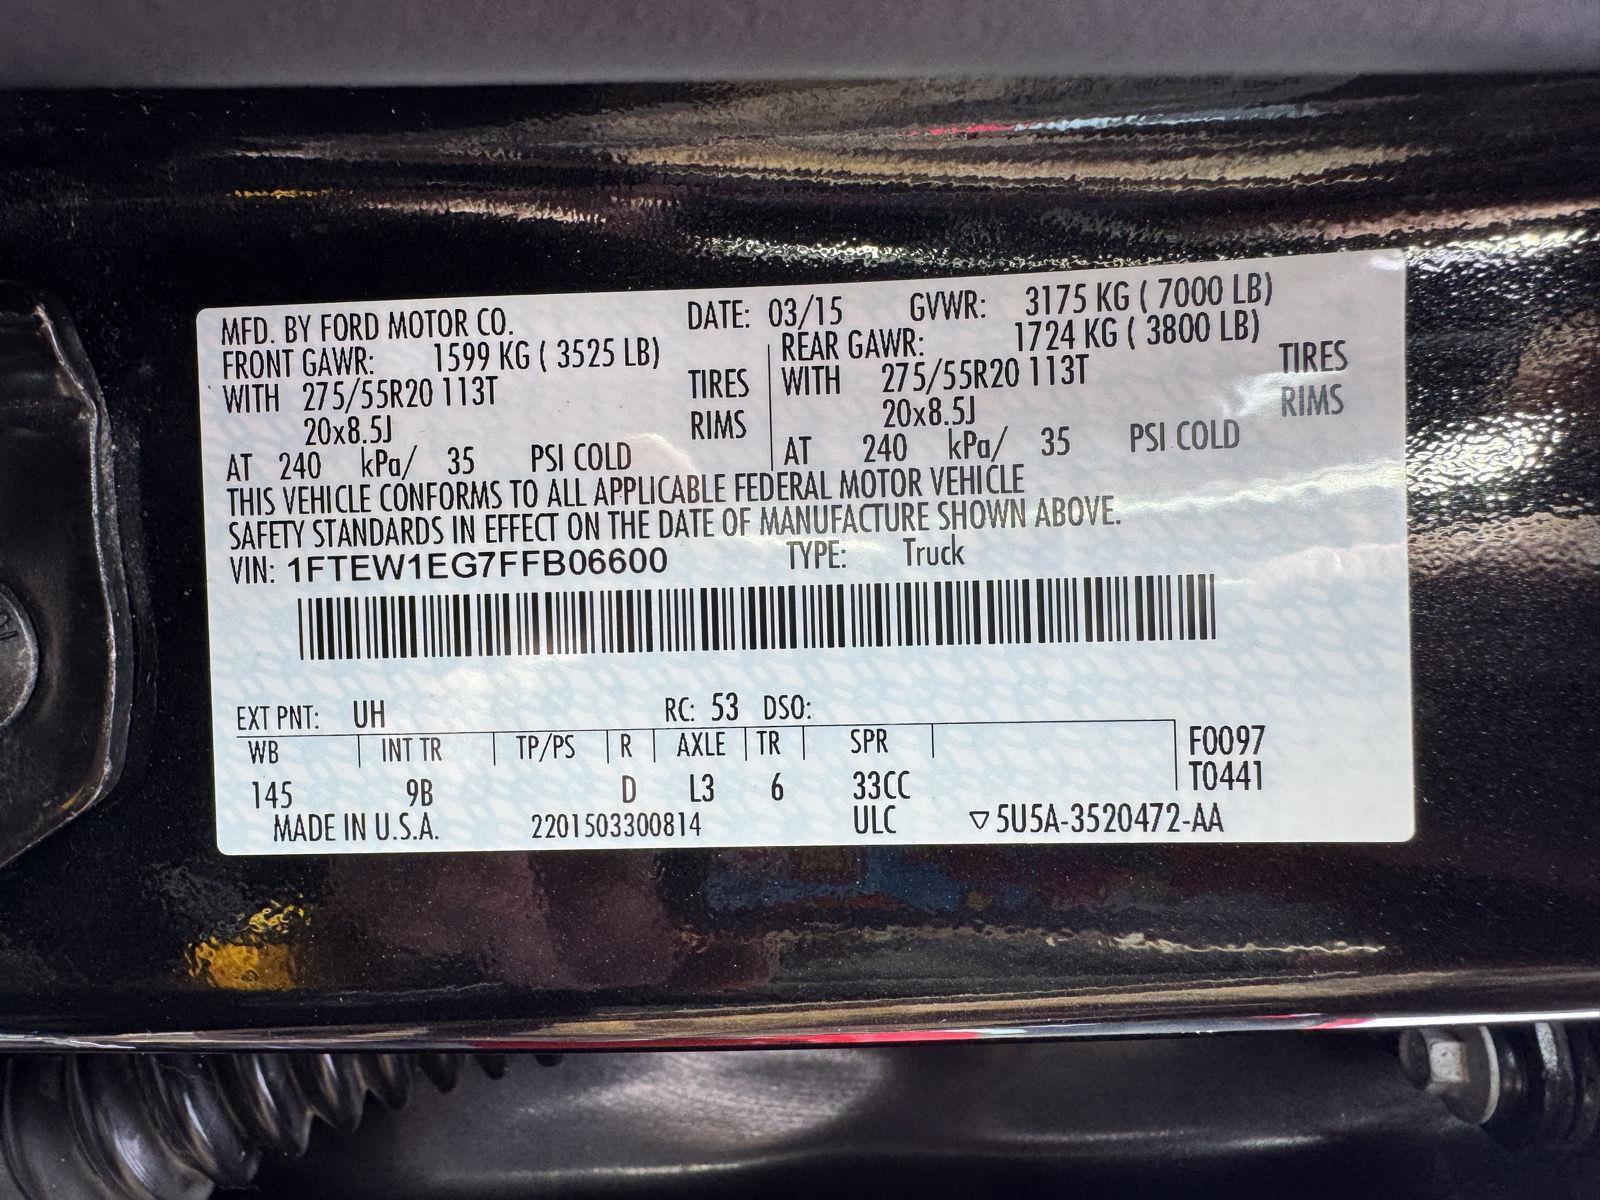 MFD. BY FORD MOTOR CO. DATE: 03/15 GVWR: 3175 KG ( 7000 LB)
FRONT GAWR: 1599 KG ( 3525 LB) REAR GAWR: 1724 KG ( 3800 LB)
WITH 275/55R20 113T TIRES WITH 275/55R20 113T TIRES
20x8.5J RIMS 20x8.5J RIMS
AT 240 kPa/ 35 PSI COLD AT 240 kPa/ 35 PSI COLD
THIS VEHICLE CONFORMS TO ALL APPLICABLE FEDERAL MOTOR VEHICLE
SAFETY STANDARDS IN EFFECT ON THE DATE OF MANUFACTURE SHOWN ABOVE.
VIN: 1FTEW1EG7FFB06600 TYPE: Truck
EXT PNT: UH RC: 53 DSO:
WB INT TR TP/PS R AXLE TR SPR F0097
145 9B D L3 6 33CC T0441
MADE IN U.S.A. 2201503300814 ULC ▽5U5A-3520472-AA